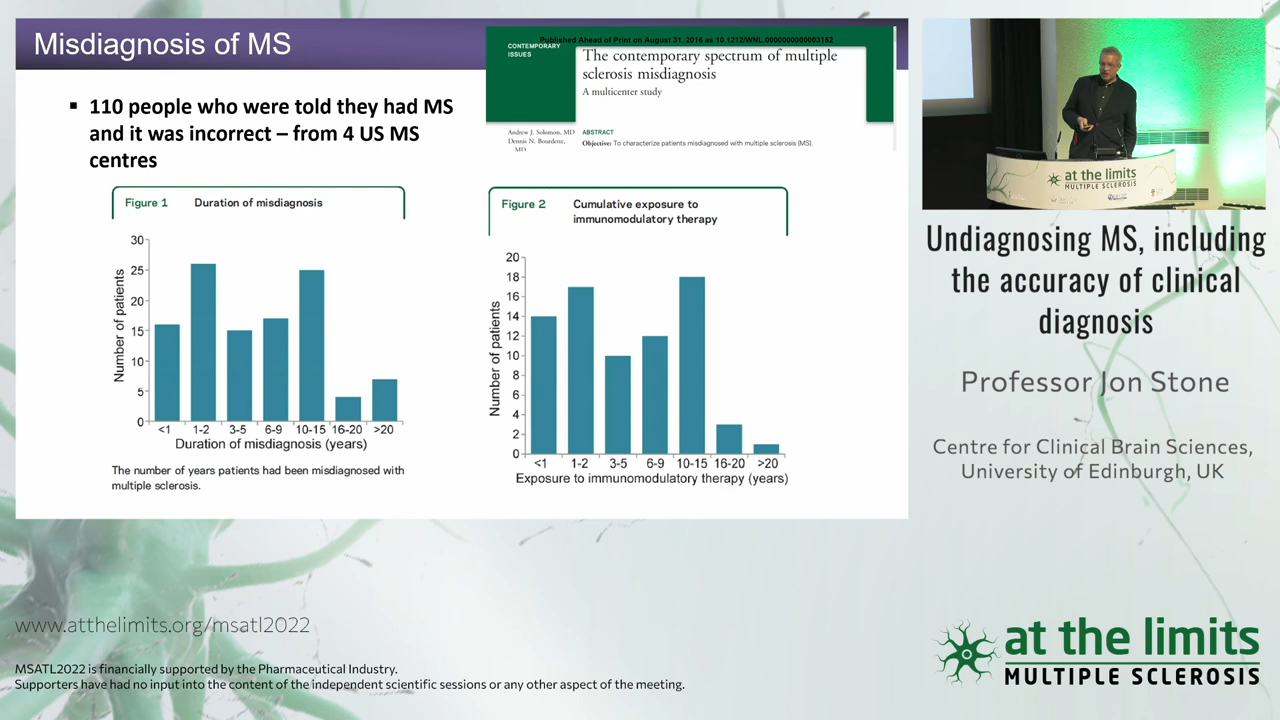 Misdiagnosis of MS
Published Ahead of Print on August 31, 2016 as 10.1212/WNL.0000000000003152
CONTEMPORARY
ISSUES
The contemporary spectrum of multiple
sclerosis misdiagnosis
A multicenter study
Andrew J. Solomon, MD
Dennis N. Bourdette,
MD
ABSTRACT
Objective: To characterize patients misdiagnosed with multiple sclerosis (MS).
▪ 110 people who were told they had MS
and it was incorrect – from 4 US MS
centres
Figure 1 Duration of misdiagnosis
Number of patients
30
25
20
15
10
5
0
<1 1-2 3-5 6-9 10-15 16-20 >20
Duration of misdiagnosis (years)
The number of years patients had been misdiagnosed with
multiple sclerosis.
Figure 2 Cumulative exposure to
immunomodulatory therapy
Number of patients
20
18
16
14
12
10
8
6
4
2
0
<1 1-2 3-5 6-9 10-15 16-20 >20
Exposure to immunomodulatory therapy (years)
at the limits
MULTIPLE SCLEROSIS
Undiagnosing MS, including
the accuracy of clinical
diagnosis
Professor Jon Stone
Centre for Clinical Brain Sciences,
University of Edinburgh, UK
www.atthelimits.org/msatl2022
MSATL2022 is financially supported by the Pharmaceutical Industry.
Supporters have had no input into the content of the independent scientific sessions or any other aspect of the meeting.
at the limits
MULTIPLE SCLEROSIS